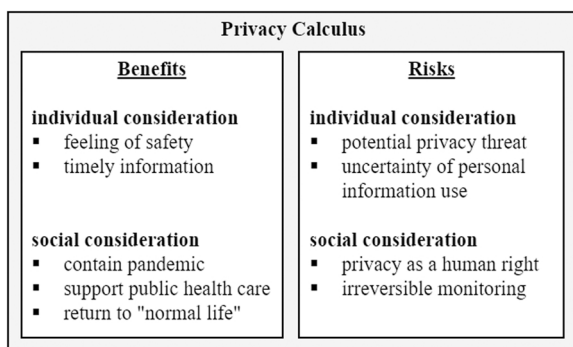 Privacy Calculus
Benefits
individual consideration
▪ feeling of safety
▪ timely information
social consideration
▪ contain pandemic
▪ support public health care
▪ return to "normal life"
Risks
individual consideration
▪ potential privacy threat
▪ uncertainty of personal
information use
social consideration
▪ privacy as a human right
▪ irreversible monitoring